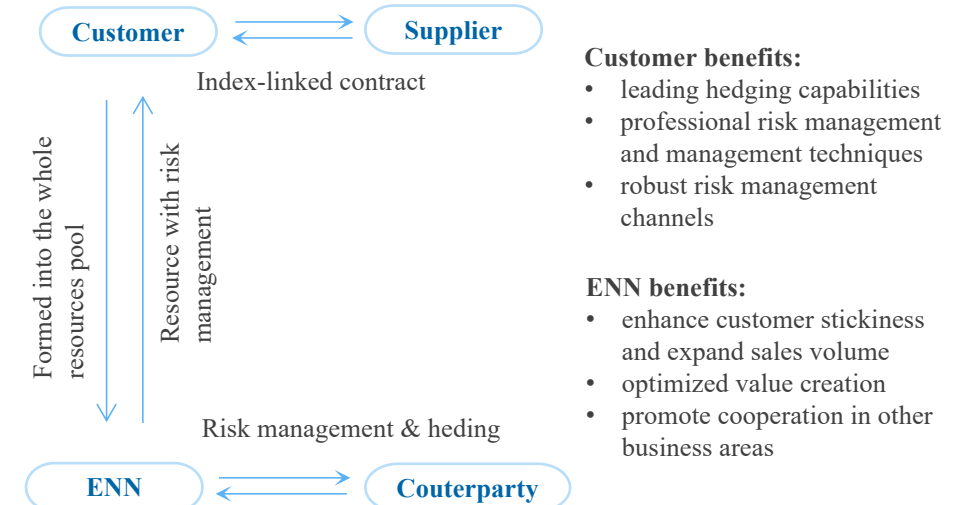 Customer
Supplier
Index-linked contract
Formed into the whole
resources pool
Resource with risk
management
Risk management & heding
ENN
Couterparty
Customer benefits:
• leading hedging capabilities
• professional risk management
and management techniques
• robust risk management
channels
ENN benefits:
• enhance customer stickiness
and expand sales volume
• optimized value creation
• promote cooperation in other
business areas